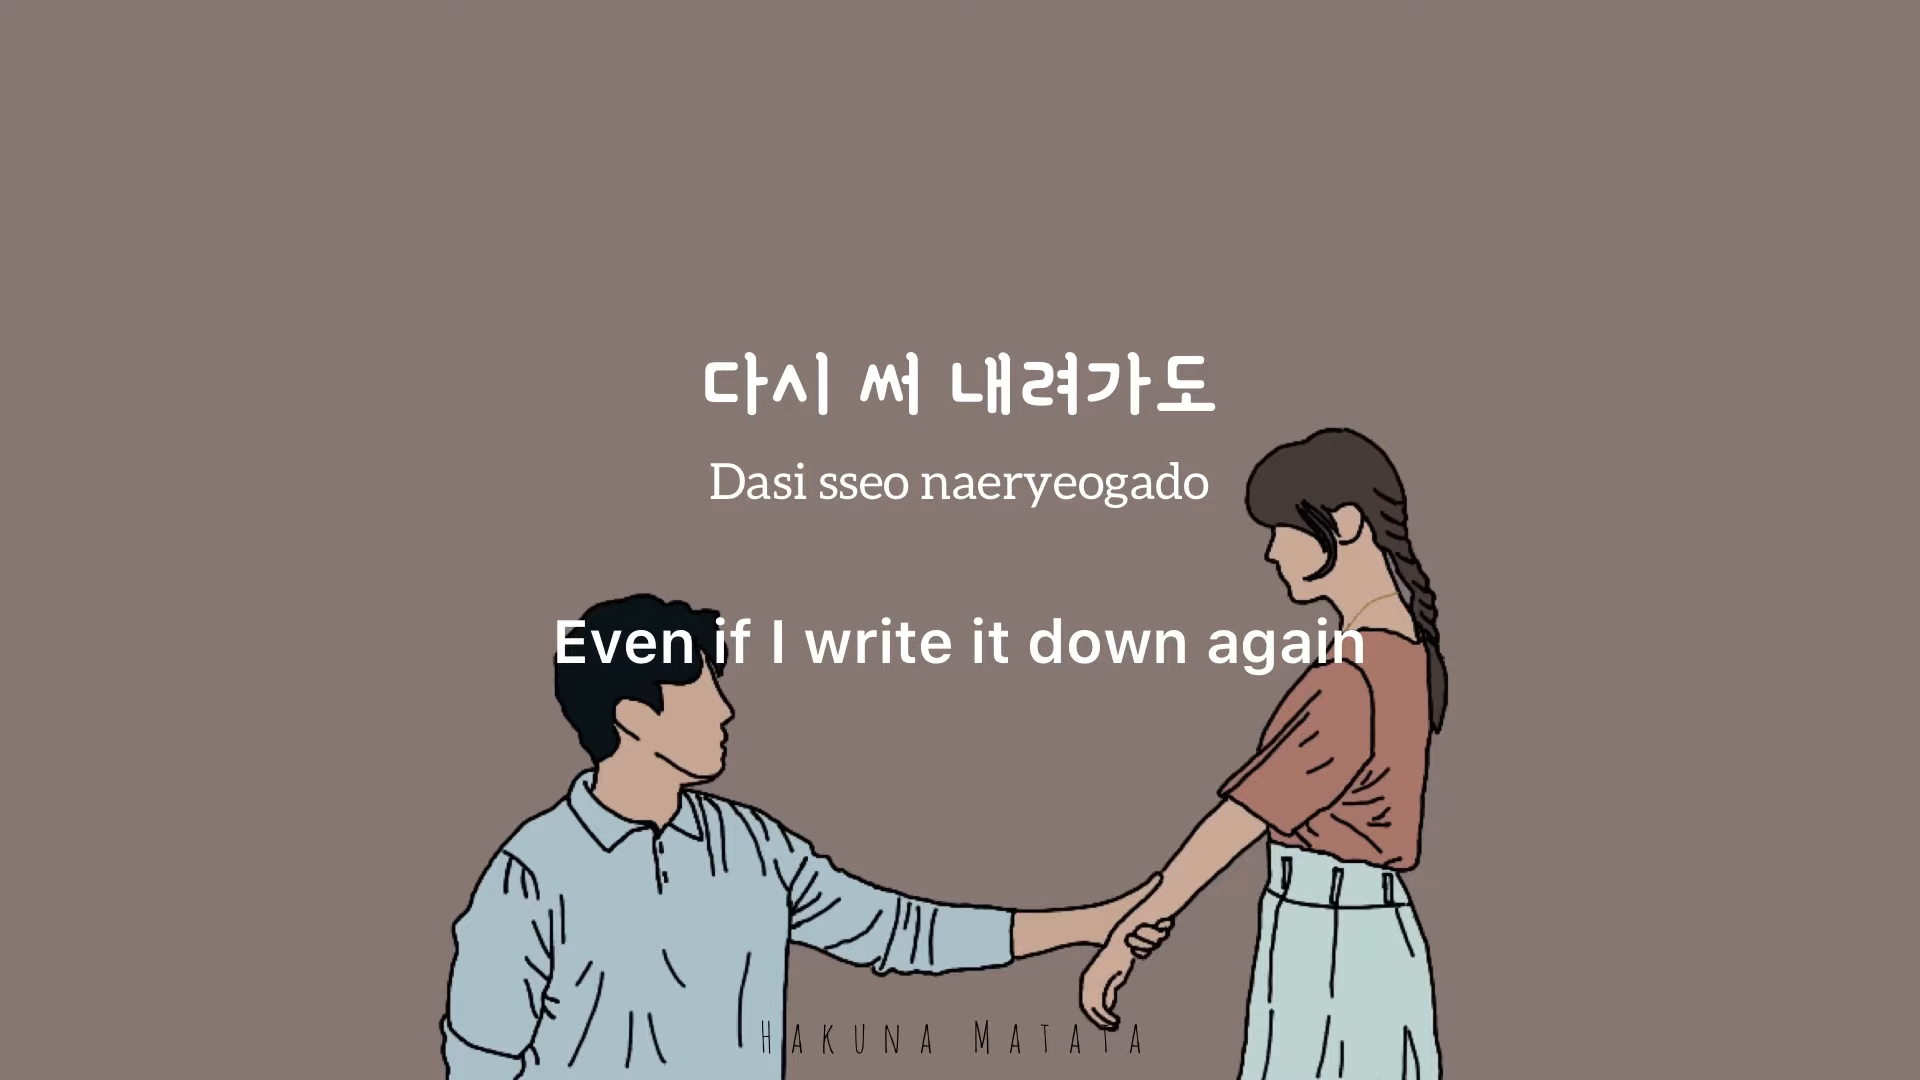 다시 써 내려가도
Dasi sseo naeryeogado
Even if I write it down again
Hakuna Matata